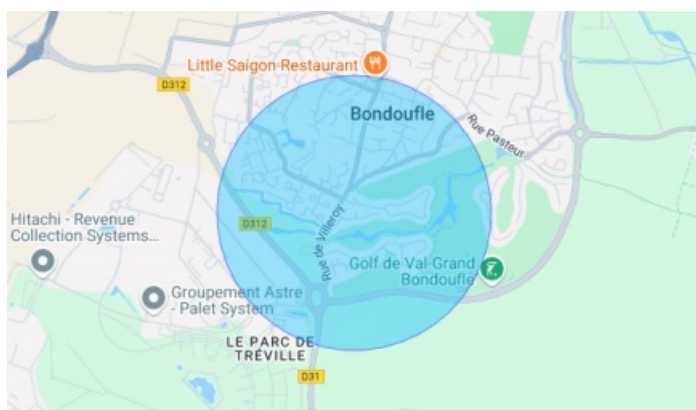 Little Saigon Restaurant
D312
Bondoufle
Rue Pasteur
Hitachi - Revenue
Collection Systems...
D312
Rue de Villeroy
Golf de Val-Grand
Bondoufle
Groupement Astre
- Palet System
LE PARC DE
TRÉVILLE
D31